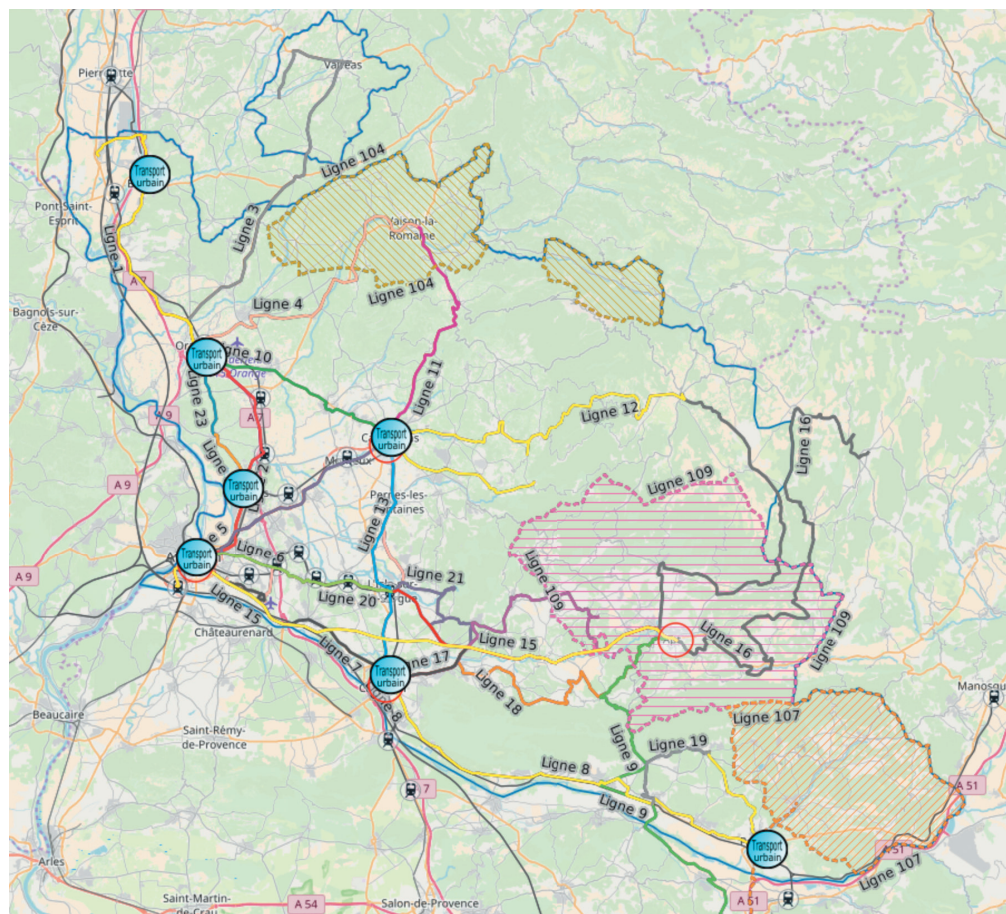 Valréas
Transport
urbain
Pont-Saint-
Esprit
Ligne 104
Vaison-la-
Romaine
Ligne 3
Ligne 1
A 7
Ligne 104
Ligne 4
Bagnols-sur-
Cèze
Transport
urbain
Ligne 11
Ligne 23
A 9
A 7
Ligne 12
Transport
urbain
Ligne 16
A 9
Transport
urbain
Pernes-les-
Fontaines
Ligne 109
Ligne 13
A 9
Transport
urbain
Ligne 6
Ligne 21
Ligne 20
Ligne 109
Ligne 15
Châteaurenard
Ligne 15
Ligne 16
Ligne 109
Ligne 7
Transport
urbain
Ligne 18
Manosque
Beaucaire
Saint-Rémy-
de-Provence
Ligne 107
Ligne 9
Ligne 19
Ligne 8
7
Ligne 9
A 51
Transport
urbain
A 51
Ligne 107
Arles
Saint-Martin-
de-Crau
A 54
Salon-de-Provence
A 51